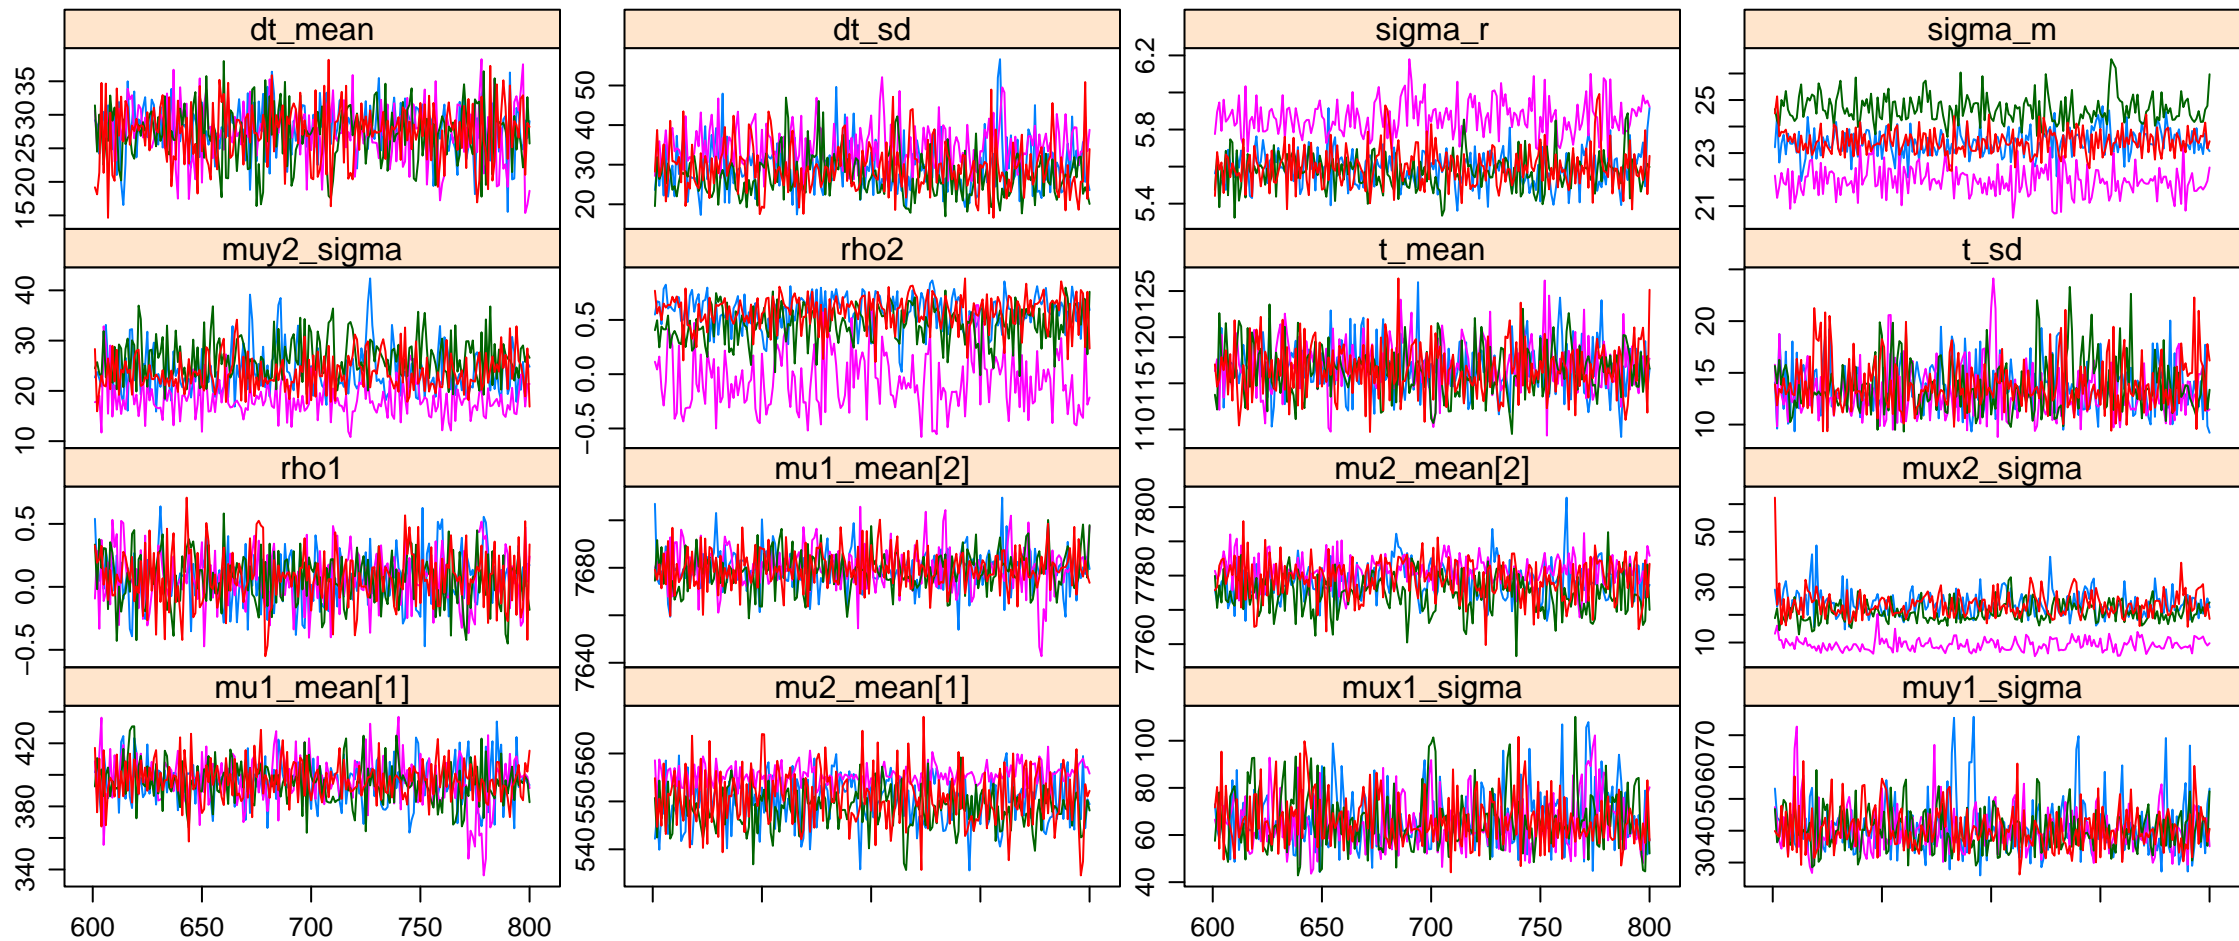 dt_mean
dt_sd
sigma_r
sigma_m
15 20 25 30 35
20 30 40 50
5.4 5.8 6.2
21 23 25
muy2_sigma
rho2
t_mean
t_sd
10 20 30 40
−0.5 0.0 0.5
110 115 120 125
10 15 20
rho1
mu1_mean[2]
mu2_mean[2]
mux2_sigma
−0.5 0.0 0.5
7640 7680
7760 7780 7800
10 30 50
mu1_mean[1]
mu2_mean[1]
mux1_sigma
muy1_sigma
340 380 420
540 550 560
40 60 80 100
30 40 50 60 70
600 650 700 750 800
600 650 700 750 800